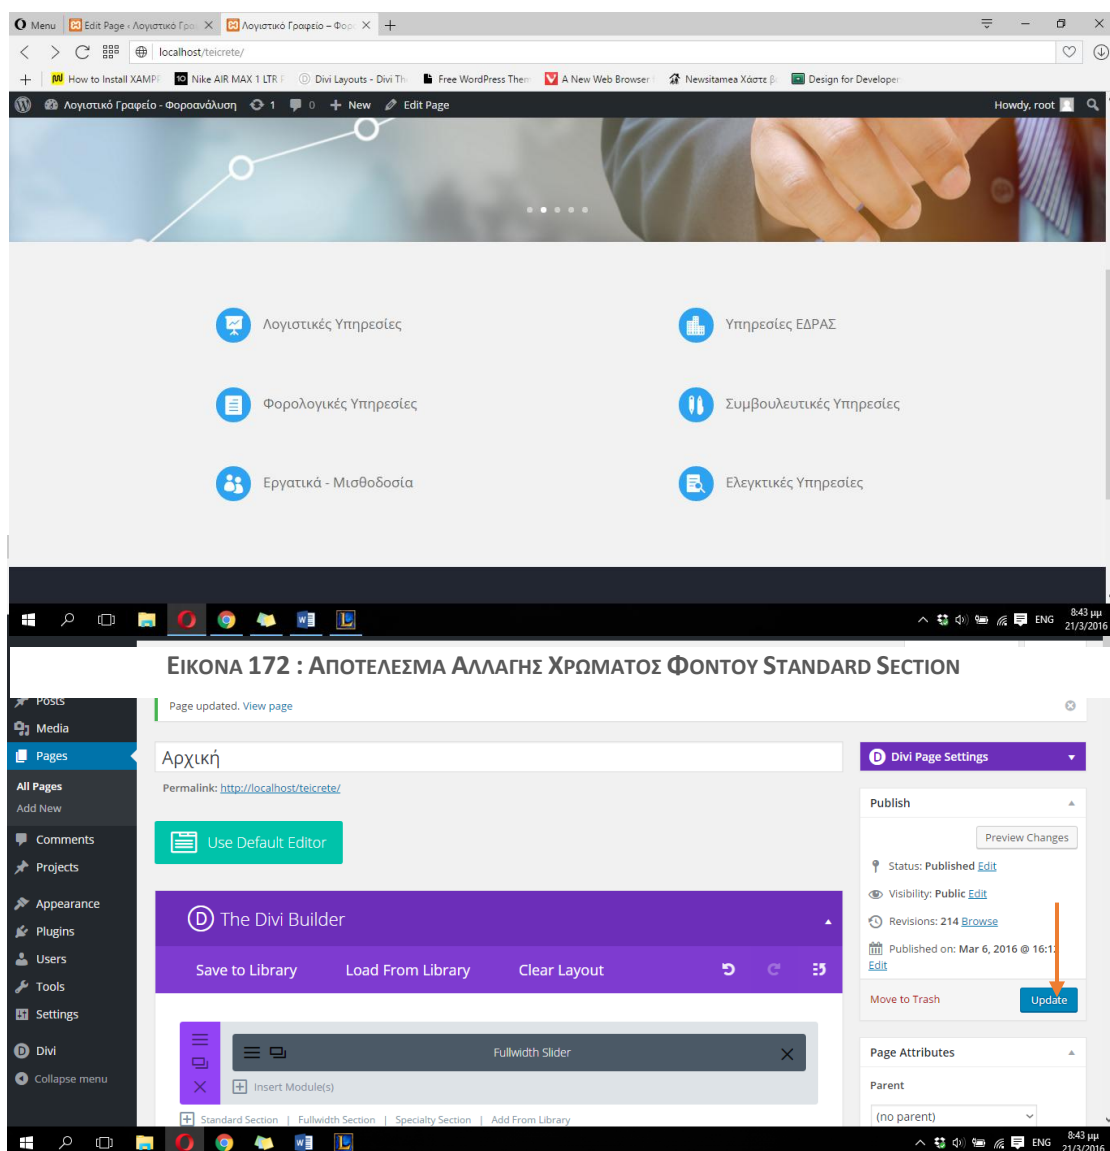 Menu
Edit Page ‹ Λογιστικό Γρα
Λογιστικό Γραφείο – Φορο
localhost/teicrete/
How to Install XAMP
Nike AIR MAX 1 LTR
Divi Layouts - Divi Th
Free WordPress Them
A New Web Browser
Newsitamea Χάστε β
Design for Developer
Λογιστικό Γραφείο - Φοροανάλυση
1
0
New
Edit Page
Howdy, root
Λογιστικές Υπηρεσίες
Υπηρεσίες ΕΔΡΑΣ
Φορολογικές Υπηρεσίες
Συμβουλευτικές Υπηρεσίες
Εργατικά - Μισθοδοσία
Ελεγκτικές Υπηρεσίες
ENG
8:43 μμ
21/3/2016
ΕΙΚΟΝΑ 172 : ΑΠΟΤΕΛΕΣΜΑ ΑΛΛΑΓΗΣ ΧΡΩΜΑΤΟΣ ΦΟΝΤΟΥ STANDARD SECTION
Posts
Media
Pages
All Pages
Add New
Comments
Projects
Appearance
Plugins
Users
Tools
Settings
Divi
Collapse menu
Page updated. View page
Αρχική
Permalink: http://localhost/teicrete/
Use Default Editor
The Divi Builder
Save to Library
Load From Library
Clear Layout
Fullwidth Slider
Insert Module(s)
Standard Section | Fullwidth Section | Specialty Section | Add From Library
Divi Page Settings
Publish
Preview Changes
Status: Published Edit
Visibility: Public Edit
Revisions: 214 Browse
Published on: Mar 6, 2016 @ 16:1
Edit
Move to Trash
Update
Page Attributes
Parent
(no parent)
ENG
8:43 μμ
21/3/2016